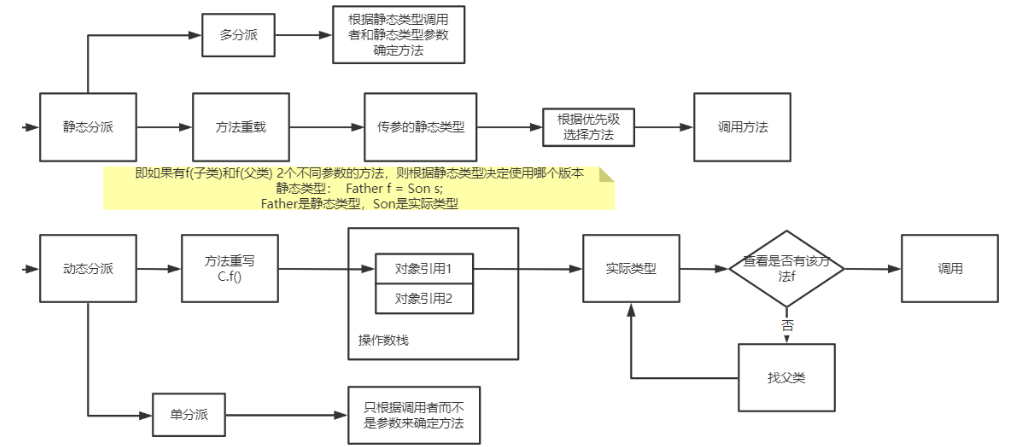 多分派
根据静态类型调用
者和静态类型参数
确定方法
静态分派
方法重载
传参的静态类型
根据优先级
选择方法
调用方法
即如果有f(子类)和f(父类) 2个不同参数的方法，则根据静态类型决定使用哪个版本
静态类型： Father f = Son s;
Father是静态类型，Son是实际类型
动态分派
方法重写
C.f()
对象引用1
对象引用2
操作数栈
实际类型
查看是否有该方
法f
调用
否
找父类
单分派
只根据调用者而不
是参数来确定方法